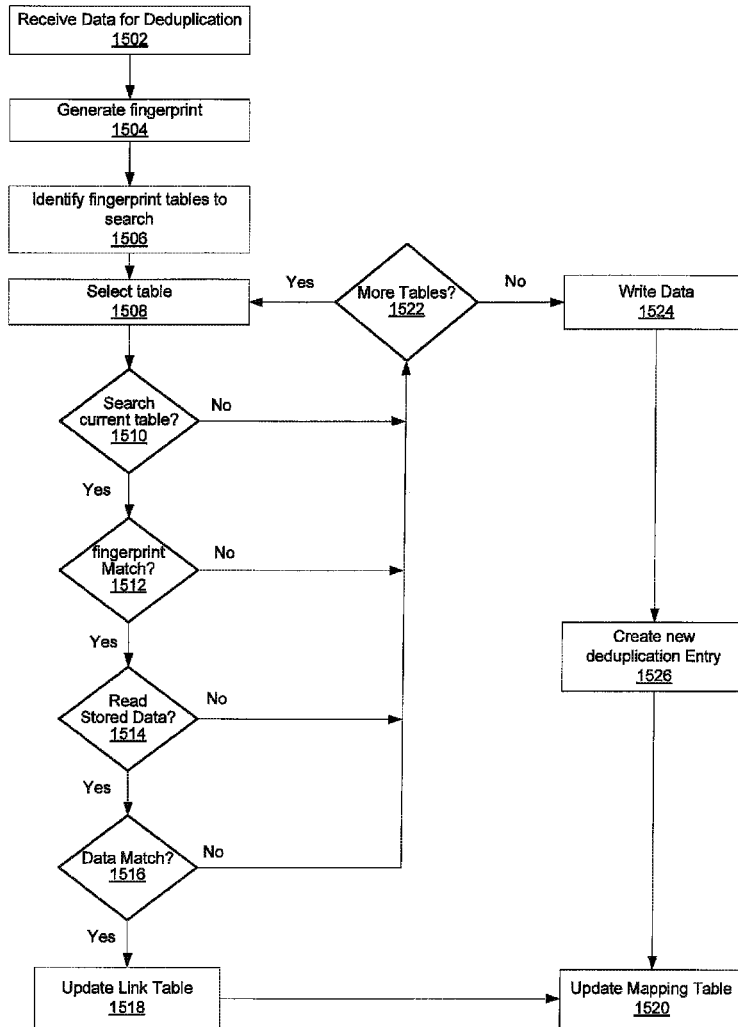 Receive Data for Deduplication
1502
Generate fingerprint
1504
Identify fingerprint tables to
search
1506
Select table
1508
Yes
More Tables?
1522
No
Write Data
1524
Search
current table?
1510
No
Yes
fingerprint
Match?
1512
No
Yes
Create new
deduplication Entry
1526
Read
Stored Data?
1514
No
Yes
Data Match?
1516
No
Yes
Update Link Table
1518
Update Mapping Table
1520